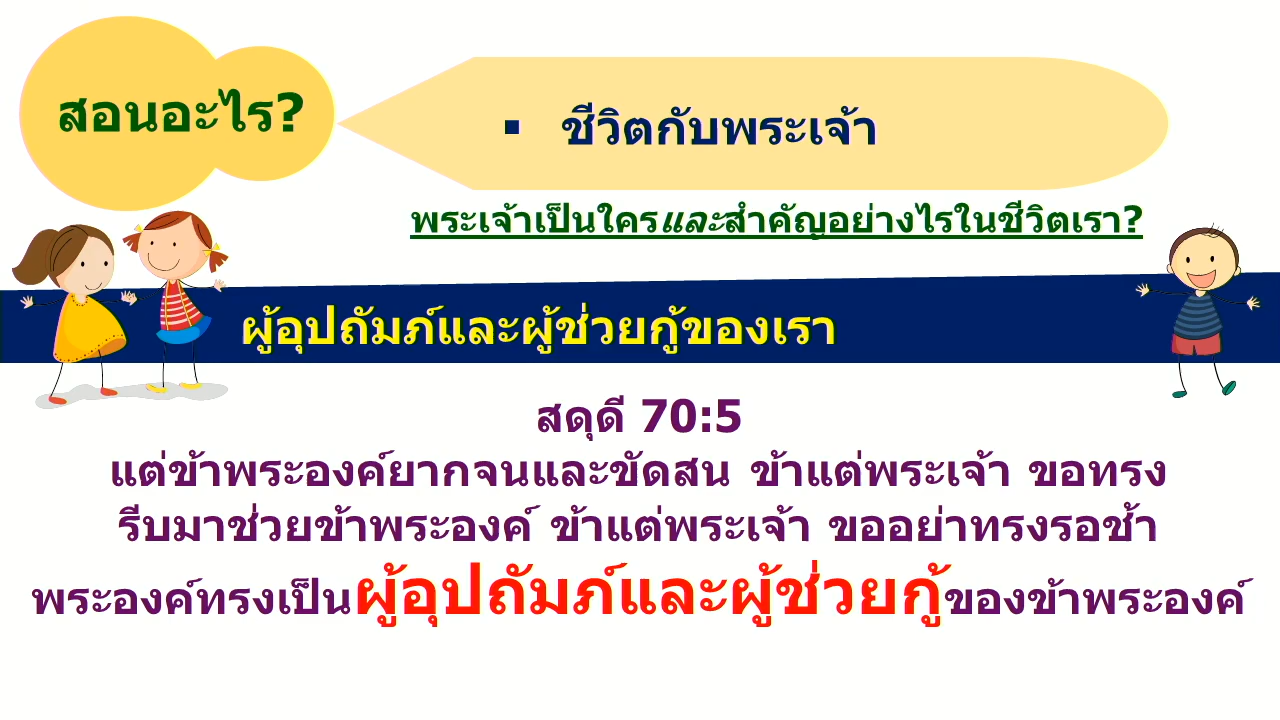 สอนอะไร?
▪ ชีวิตกับพระเจ้า
พระเจ้าเป็นใครและสำคัญอย่างไรในชีวิตเรา?
ผู้อุปถัมภ์และผู้ช่วยกู้ของเรา
สดุดี 70:5
แต่ข้าพระองค์ยากจนและขัดสน ข้าแต่พระเจ้า ขอทรง
รีบมาช่วยข้าพระองค์ ข้าแต่พระเจ้า ขออย่าทรงรอช้า
พระองค์ทรงเป็นผู้อุปถัมภ์และผู้ช่วยกู้ของข้าพระองค์